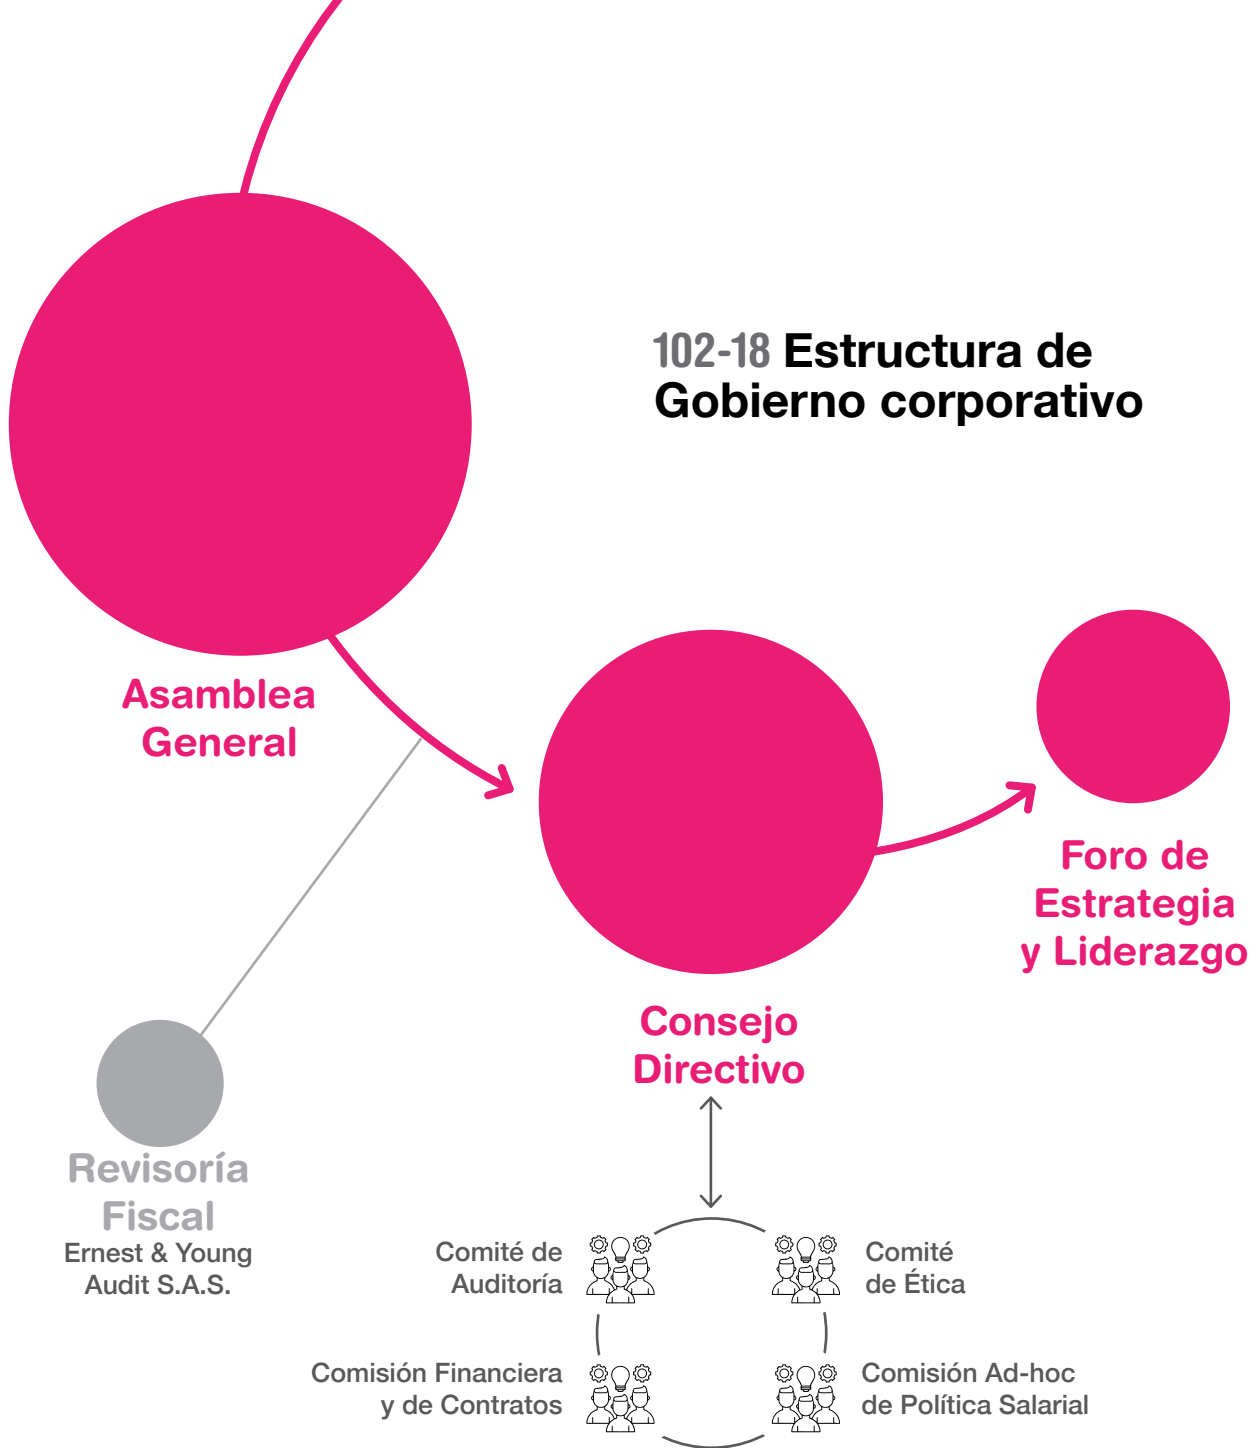 102-18 Estructura de
Gobierno corporativo
Asamblea
General
Foro de
Estrategia
y Liderazgo
Consejo
Directivo
Revisoría
Fiscal
Ernest & Young
Audit S.A.S.
Comité de
Auditoría
Comité
de Ética
Comisión Financiera
y de Contratos
Comisión Ad-hoc
de Política Salarial